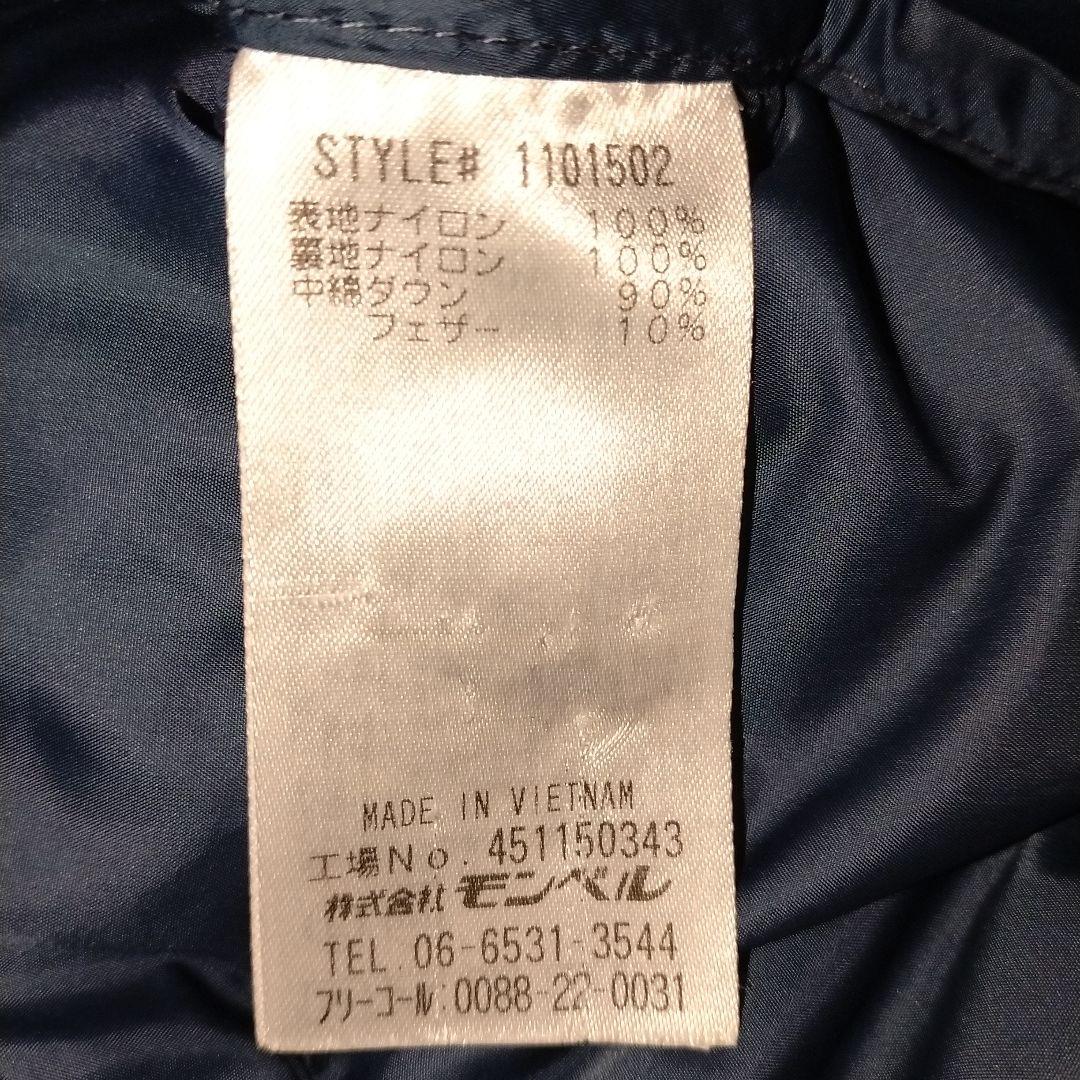 STYLE# 1101502
表地ナイロン 100%
裏地ナイロン 100%
中綿ダウン 90%
フェザー 10%
MADE IN VIETNAM
工場No. 451150343
株式会社モンベル
TEL.06-6531-3544
フリーコール:0088-22-0031